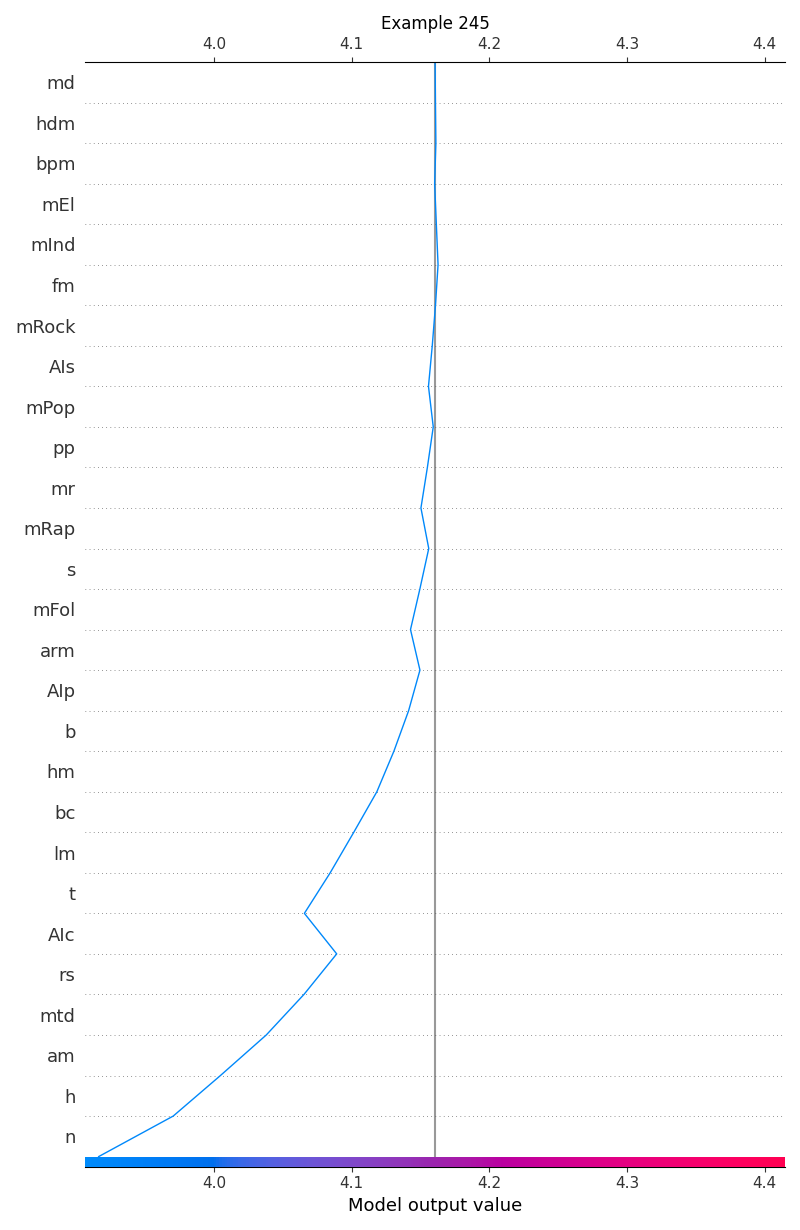 Example 245
4.0 4.1 4.2 4.3 4.4
md
hdm
bpm
mEl
mInd
fm
mRock
AIs
mPop
pp
mr
mRap
s
mFol
arm
AIp
b
hm
bc
lm
t
AIc
rs
mtd
am
h
n
4.0 4.1 4.2 4.3 4.4
Model output value